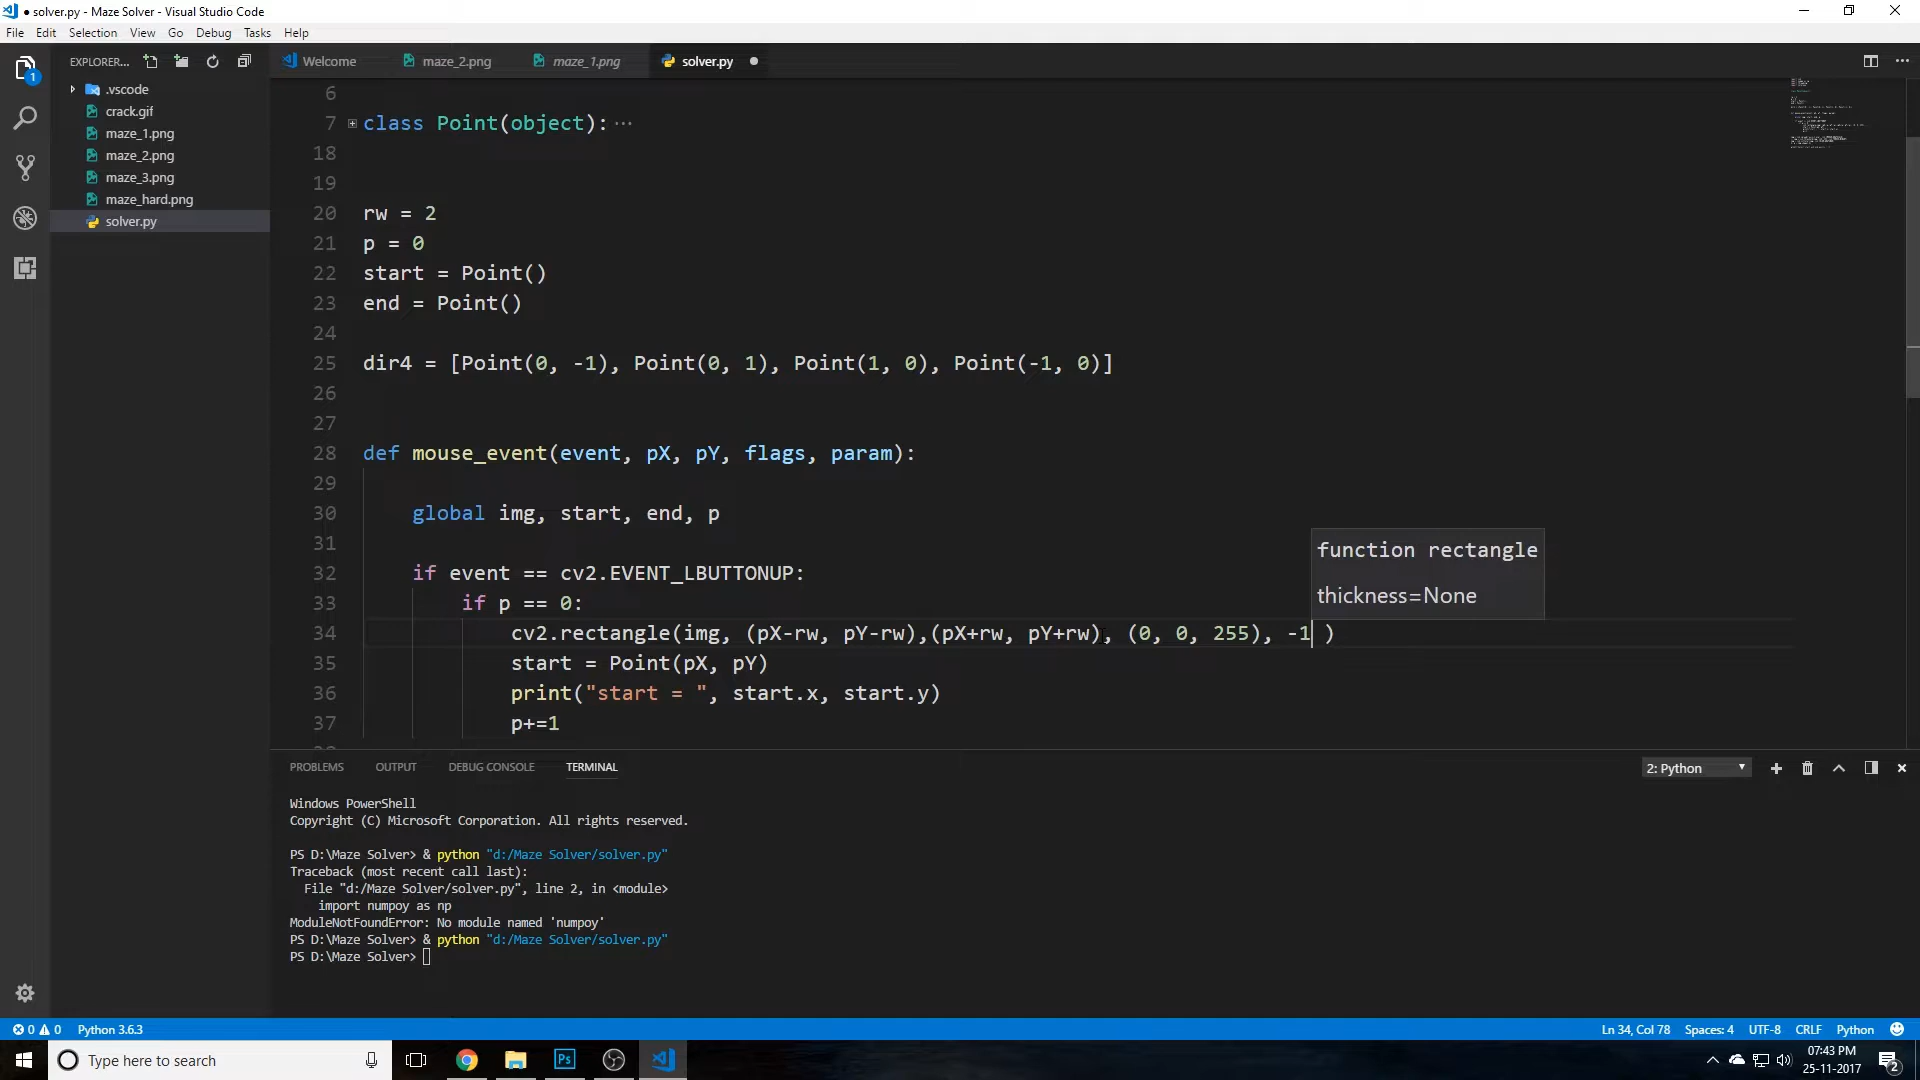 ● solver.py - Maze Solver - Visual Studio Code
File Edit Selection View Go Debug Tasks Help
EXPLORER...
Welcome
maze_2.png
maze_1.png
solver.py ●
1
.vscode
crack.gif
maze_1.png
maze_2.png
maze_3.png
maze_hard.png
solver.py
6
7 class Point(object):···
18
19
20 rw = 2
21 p = 0
22 start = Point()
23 end = Point()
24
25 dir4 = [Point(0, -1), Point(0, 1), Point(1, 0), Point(-1, 0)]
26
27
28 def mouse_event(event, pX, pY, flags, param):
29
30 global img, start, end, p
31
function rectangle
thickness=None
32 if event == cv2.EVENT_LBUTTONUP:
33 if p == 0:
34 cv2.rectangle(img, (pX-rw, pY-rw),(pX+rw, pY+rw), (0, 0, 255), -1 )
35 start = Point(pX, pY)
36 print("start = ", start.x, start.y)
37 p+=1
PROBLEMS OUTPUT DEBUG CONSOLE TERMINAL
2: Python
Windows PowerShell
Copyright (C) Microsoft Corporation. All rights reserved.
PS D:\Maze Solver> & python "d:/Maze Solver/solver.py"
Traceback (most recent call last):
File "d:/Maze Solver/solver.py", line 2, in <module>
import numpoy as np
ModuleNotFoundError: No module named 'numpoy'
PS D:\Maze Solver> & python "d:/Maze Solver/solver.py"
PS D:\Maze Solver>
0 0 Python 3.6.3
Ln 34, Col 78 Spaces: 4 UTF-8 CRLF Python
Type here to search
Ps
07:43 PM
25-11-2017
2